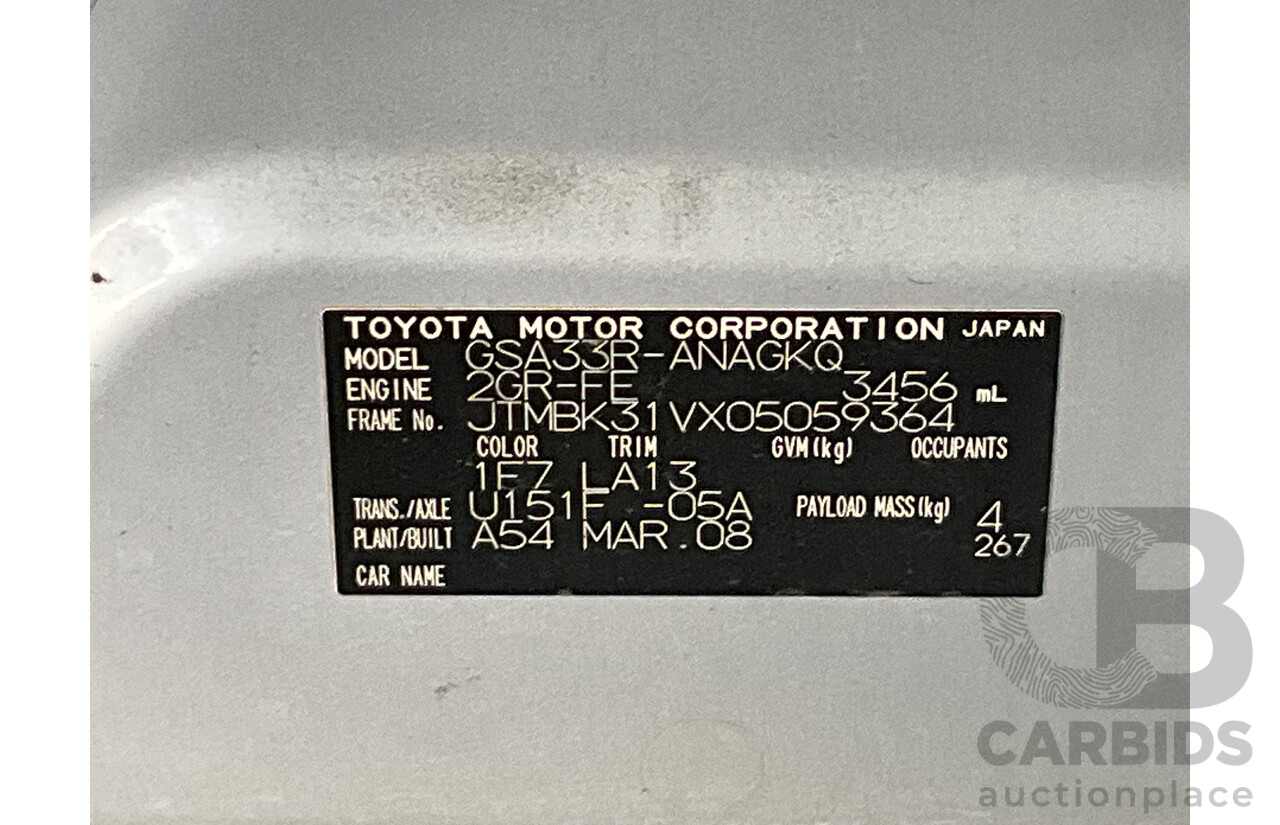 TOYOTA MOTOR CORPORATION JAPAN
MODEL GSA33R-ANAGKQ
ENGINE 2GR-FE 3456 mL
FRAME No. JTMBK31VX05059364
COLOR TRIM GVM(kg) OCCUPANTS
1F7 LA13
TRANS./AXLE U151F -05A PAYLOAD MASS(kg) 4
PLANT/BUILT A54 MAR.08 267
CAR NAME
CB
CARBIDS
auctionplace